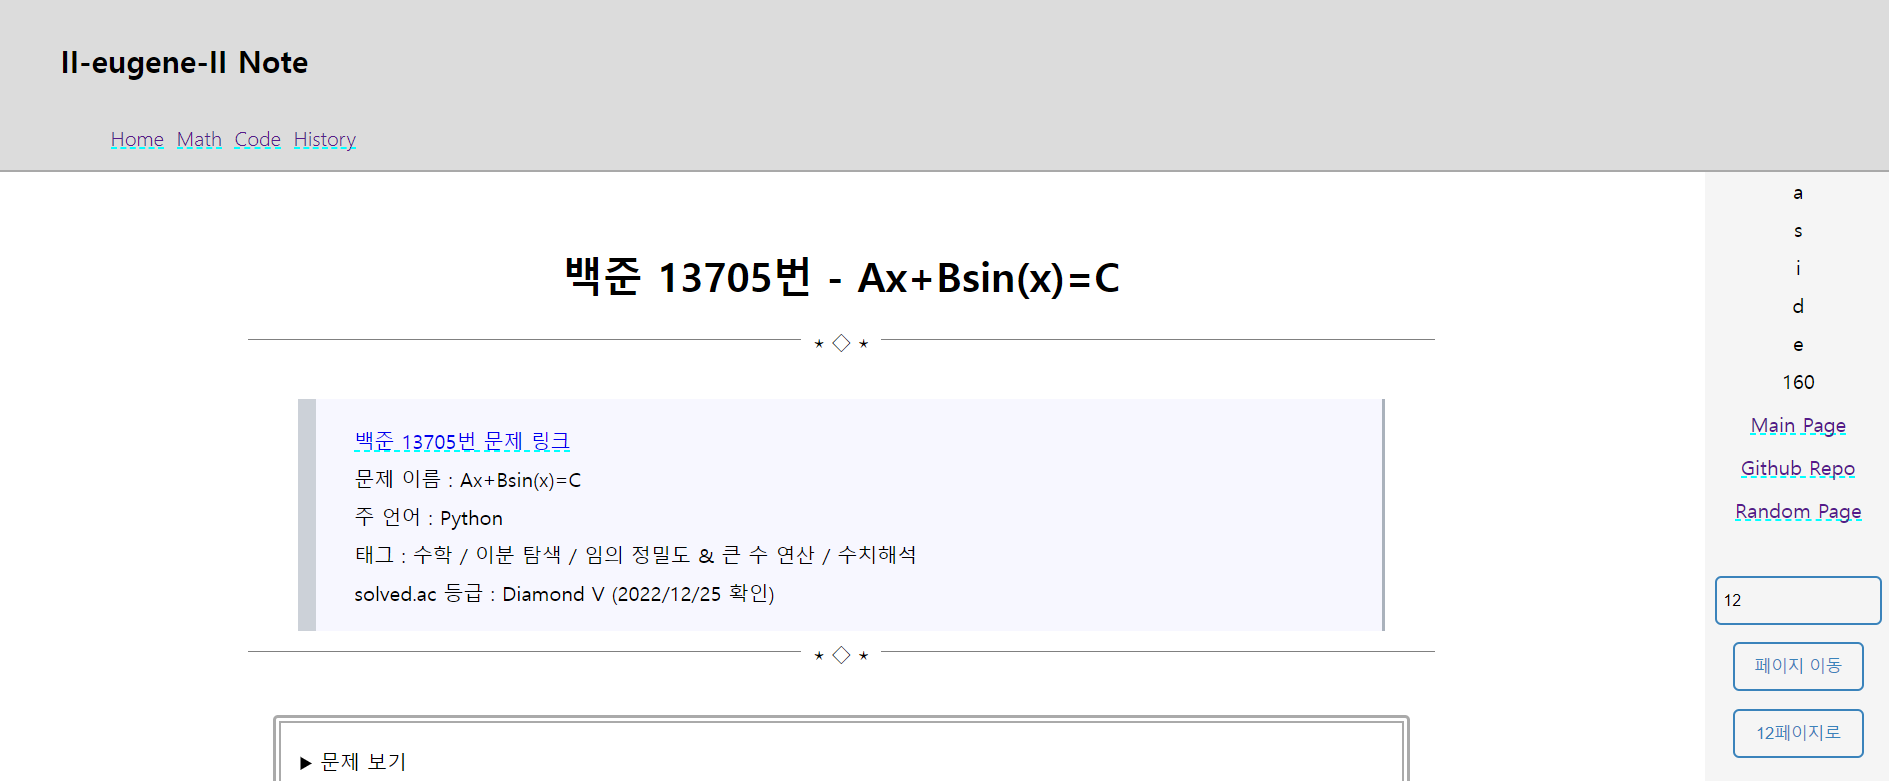 II-eugene-II Note
Home Math Code History
백준 13705번 - Ax+Bsin(x)=C
⋆ ◇ ⋆
백준 13705번 문제 링크
문제 이름 : Ax+Bsin(x)=C
주 언어 : Python
태그 : 수학 / 이분 탐색 / 임의 정밀도 & 큰 수 연산 / 수치해석
solved.ac 등급 : Diamond V (2022/12/25 확인)
⋆ ◇ ⋆
▶ 문제 보기
a
s
i
d
e
160
Main Page
Github Repo
Random Page
12
페이지 이동
12페이지로